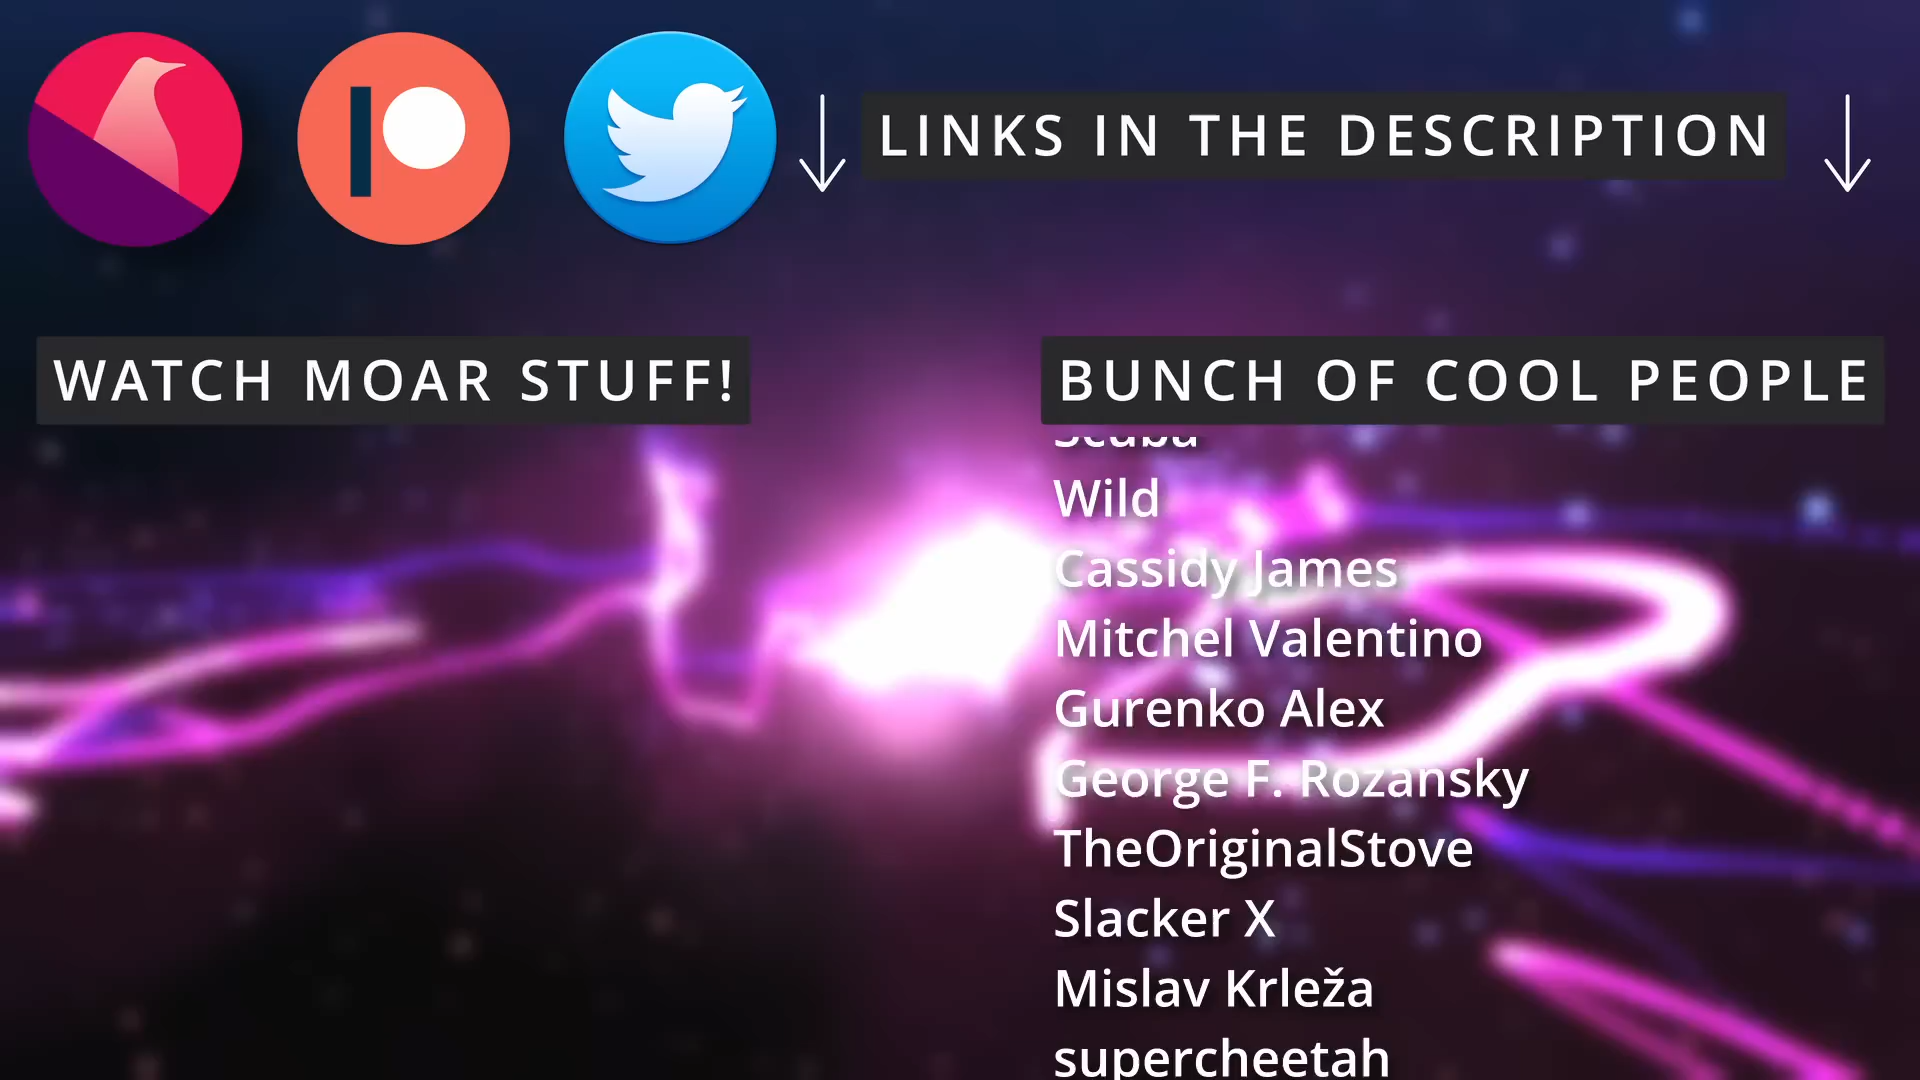 LINKS IN THE DESCRIPTION
WATCH MOAR STUFF!
BUNCH OF COOL PEOPLE
Wild
Cassidy James
Mitchel Valentino
Gurenko Alex
George F. Rozansky
TheOriginalStove
Slacker X
Mislav Krleža
supercheetah